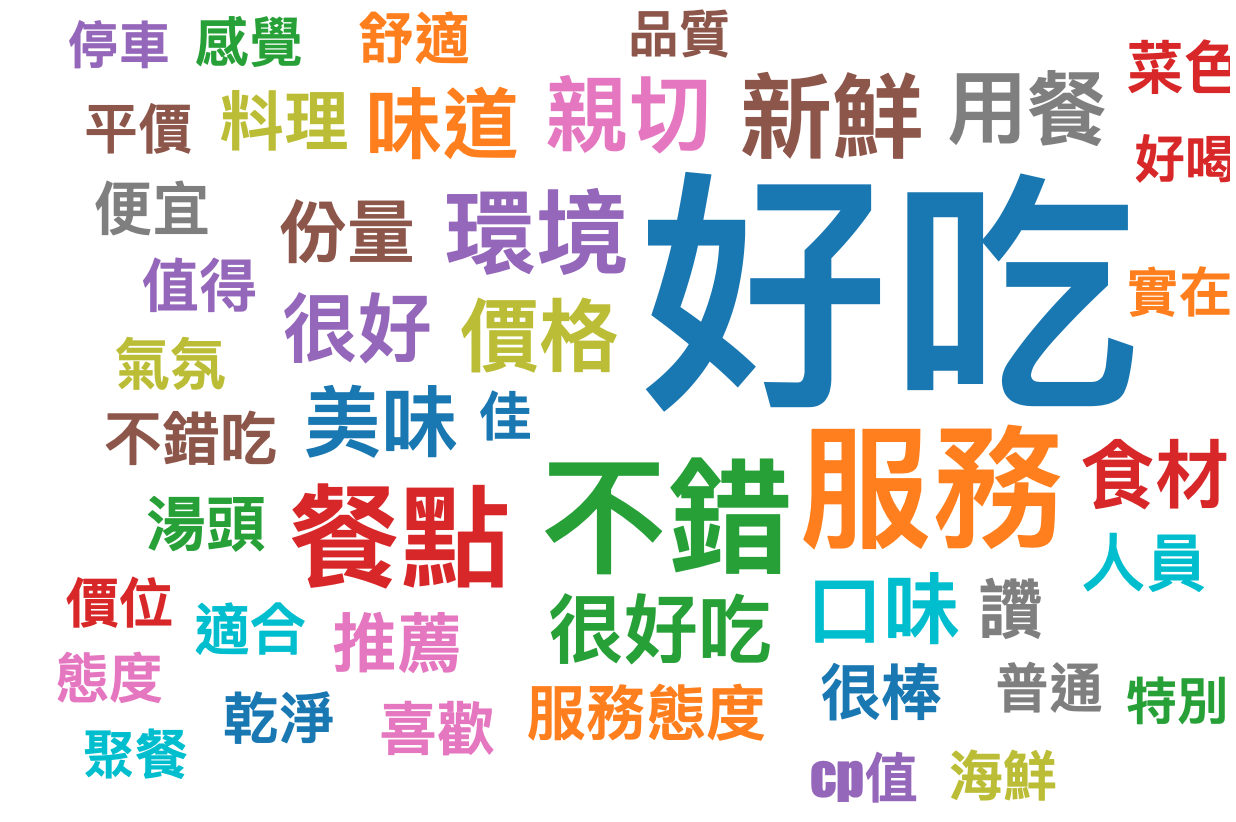 停車 感覺 舒適 品質
菜色
平價 料理 味道 親切 新鮮 用餐
好喝
便宜 份量 環境 好吃
值得 實在
很好 價格
氣氛
不錯吃 美味 佳
服務 食材
湯頭 餐點 不錯
人員
價位 適合 推薦 很好吃 口味 讚
態度 很棒 普通 特別
乾淨 喜歡 服務態度
聚餐 cp值 海鮮